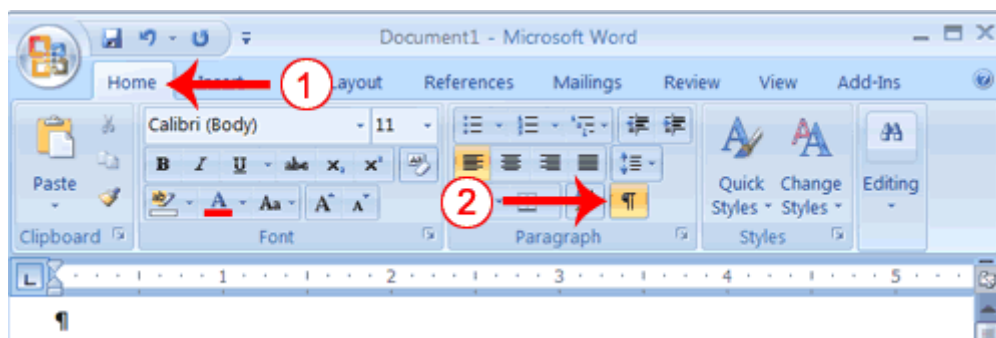 Document1 - Microsoft Word
Home 1 Layout References Mailings Review View Add-Ins
Calibri (Body) 11
B I U abc x₂ x²
Paste
2 ¶
Quick Styles Change Styles Editing
A Aa A A
Clipboard Font Paragraph Styles
L 1 2 3 4 5
¶